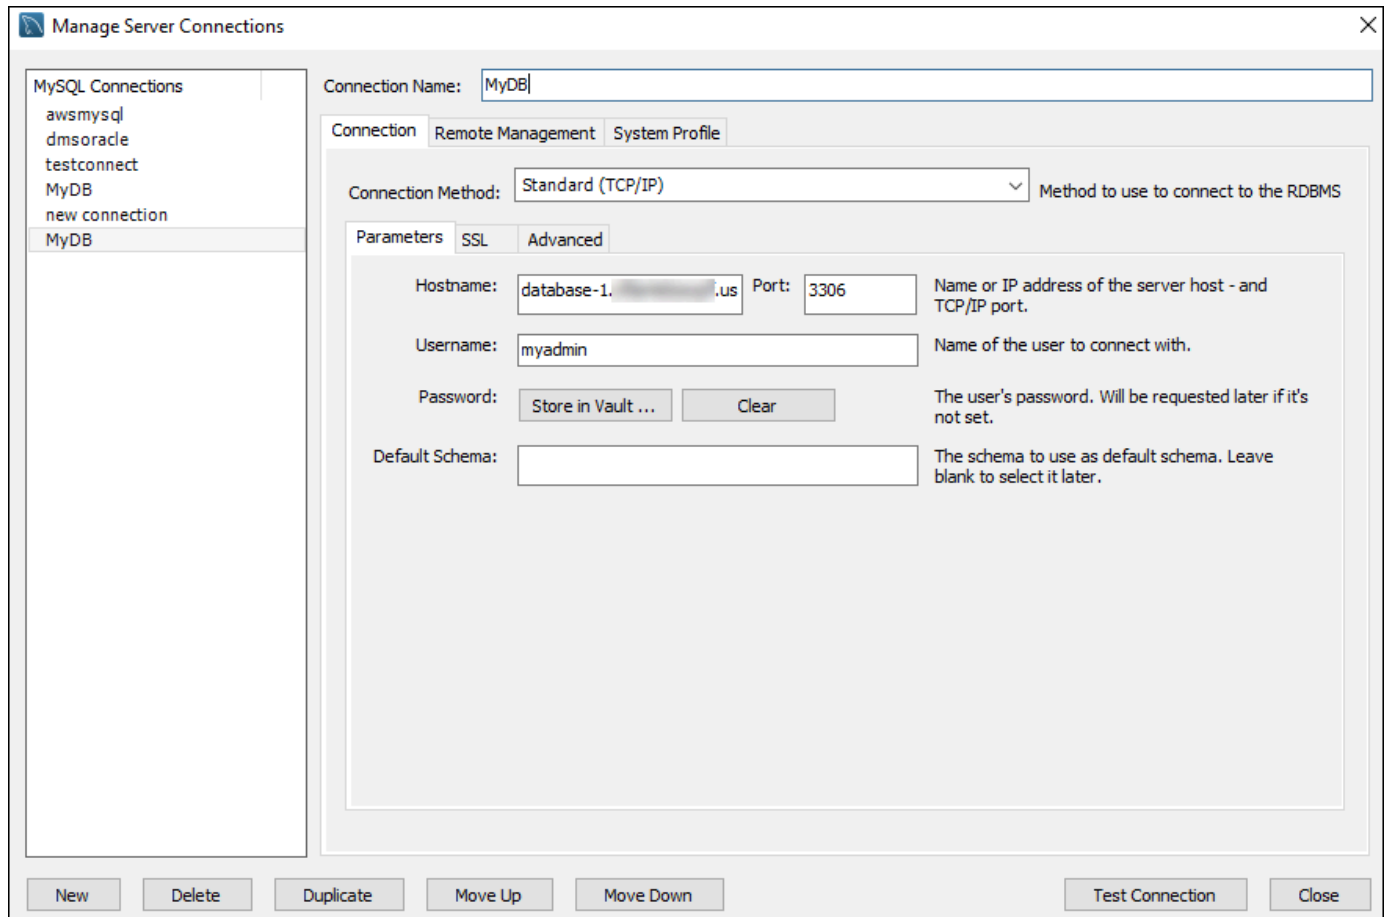 Manage Server Connections
MySQL Connections
awsmysql
dmsoracle
testconnect
MyDB
new connection
MyDB
Connection Name: MyDB
Connection Remote Management System Profile
Connection Method: Standard (TCP/IP) Method to use to connect to the RDBMS
Parameters SSL Advanced
Hostname: database-1. .us Port: 3306 Name or IP address of the server host - and
TCP/IP port.
Username: myadmin Name of the user to connect with.
Password: Store in Vault ... Clear The user's password. Will be requested later if it's
not set.
Default Schema: The schema to use as default schema. Leave
blank to select it later.
New Delete Duplicate Move Up Move Down Test Connection Close